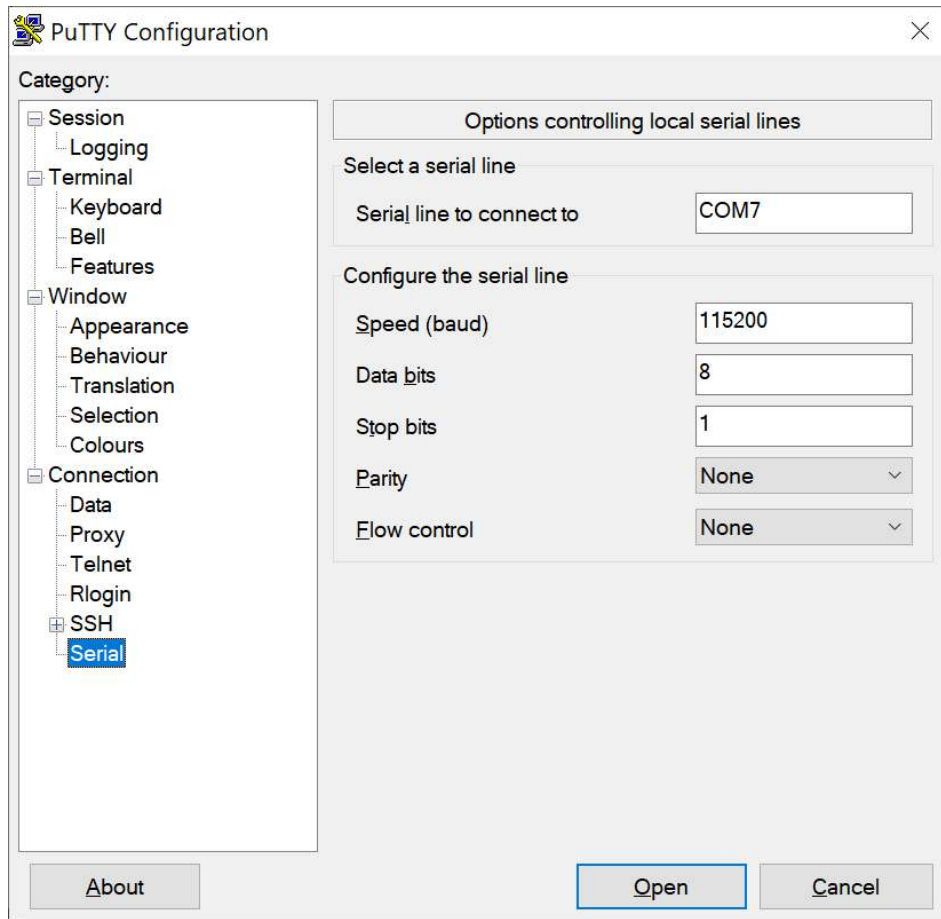 PuTTY Configuration
Category:
Session
Logging
Terminal
Keyboard
Bell
Features
Window
Appearance
Behaviour
Translation
Selection
Colours
Connection
Data
Proxy
Telnet
Rlogin
SSH
Serial
Options controlling local serial lines
Select a serial line
Serial line to connect to COM7
Configure the serial line
Speed (baud) 115200
Data bits 8
Stop bits 1
Parity None
Flow control None
About Open Cancel